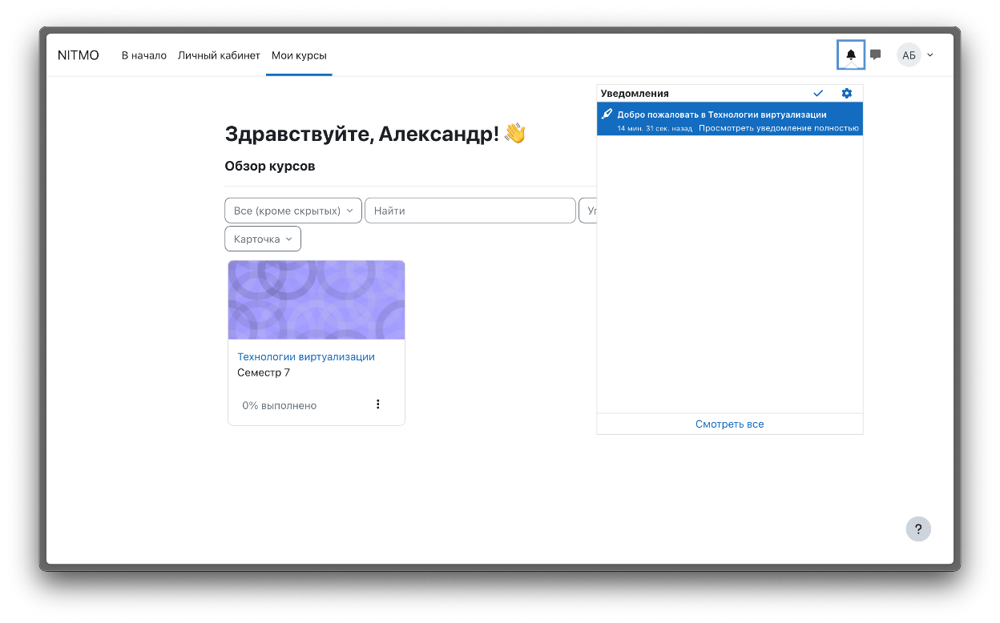 NITMO В начало Личный кабинет Мои курсы АБ
Уведомления
Добро пожаловать в Технологии виртуализации
14 мин. 31 сек. назад Просмотреть уведомление полностью
Здравствуйте, Александр! 👋
Обзор курсов
Все (кроме скрытых) Найти
Карточка
Технологии виртуализации
Семестр 7
0% выполнено
Смотреть все
?